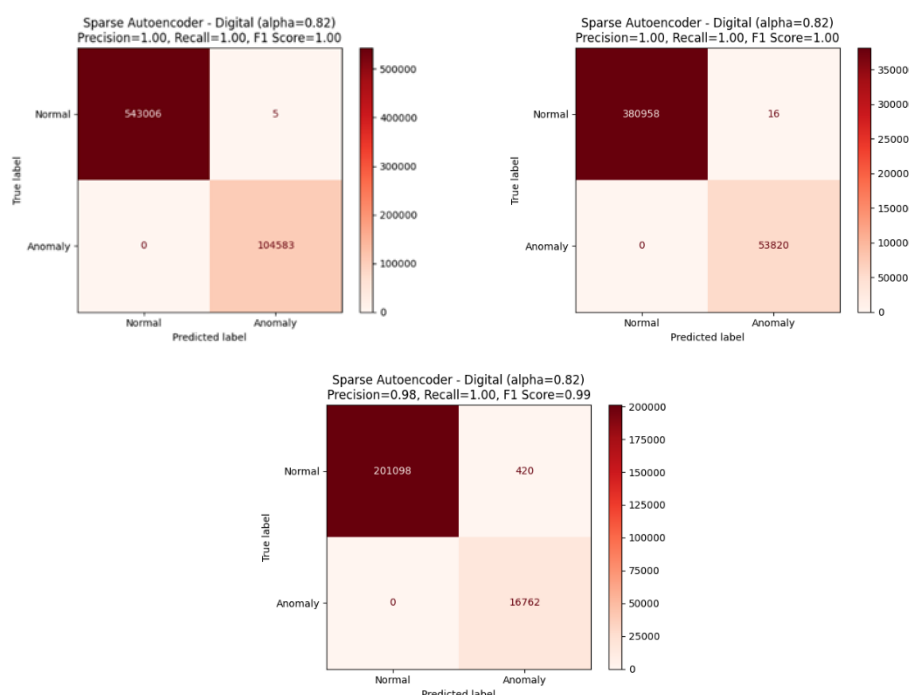 Sparse Autoencoder - Digital (alpha=0.82)
Precision=1.00, Recall=1.00, F1 Score=1.00
500000
400000
300000
200000
100000
0
Normal
Anomaly
True label
543006
5
0
104583
Normal
Anomaly
Predicted label
Sparse Autoencoder - Digital (alpha=0.82)
Precision=1.00, Recall=1.00, F1 Score=1.00
35000
30000
25000
20000
15000
10000
50000
0
Normal
Anomaly
True label
380958
16
0
53820
Normal
Anomaly
Predicted label
Sparse Autoencoder - Digital (alpha=0.82)
Precision=0.98, Recall=1.00, F1 Score=0.99
200000
175000
150000
125000
100000
75000
50000
25000
0
Normal
Anomaly
True label
201098
420
0
16762
Normal
Anomaly
Predicted label